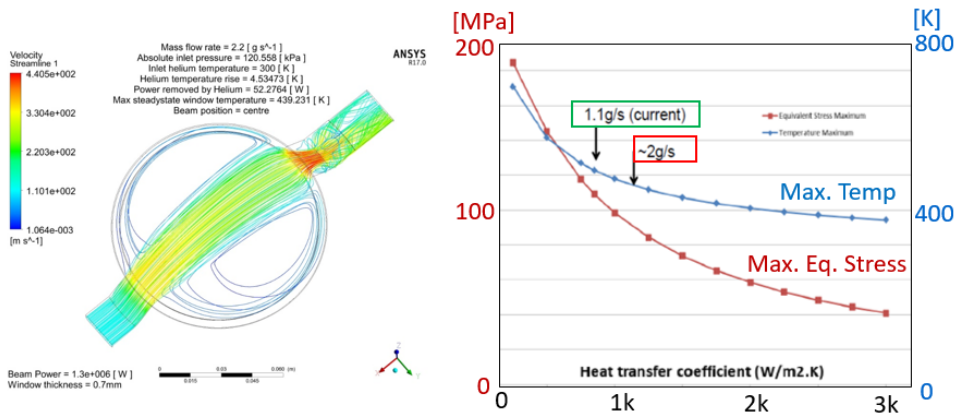 Velocity
Streamline 1
4.405e+002
3.304e+002
2.203e+002
1.101e+002
1.064e-003
[m s^-1]
Mass flow rate = 2.2 [ g s^-1]
Absolute inlet pressure = 120.558 [ kPa]
Inlet helium temperature = 300 [ K]
Helium temperature rise = 4.53473 [ K]
Power removed by Helium = 52.2764 [ W]
Max steadystate window temperature = 439.231 [ K]
Beam position = centre
ANSYS
R17.0
Beam Power = 1.3e+006 [ W]
Window thickness = 0.7mm
0 0.03 0.060 (m)
0.015 0.045
Z
X
Y
[MPa]
200
100
0
[K]
800
400
0
1.1g/s (current)
~2g/s
Equivalent Stress Maximum
Temperature Maximum
Max. Temp
Max. Eq. Stress
Heat transfer coefficient (W/m2.K)
0 1k 2k 3k